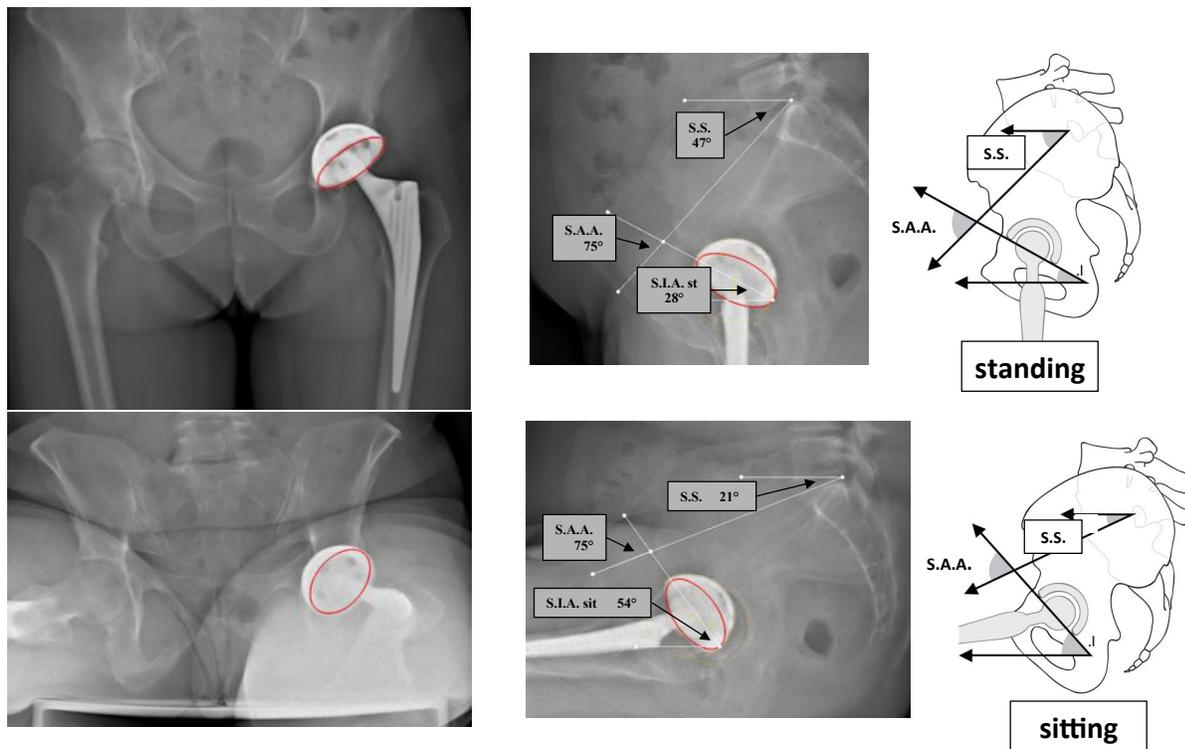 S.S.
47°
S.A.A.
75°
S.I.A. st
28°
S.S.
S.A.A.
.I
standing
S.S. 21°
S.A.A.
75°
S.I.A. sit 54°
S.S.
S.A.A.
.I
sitting